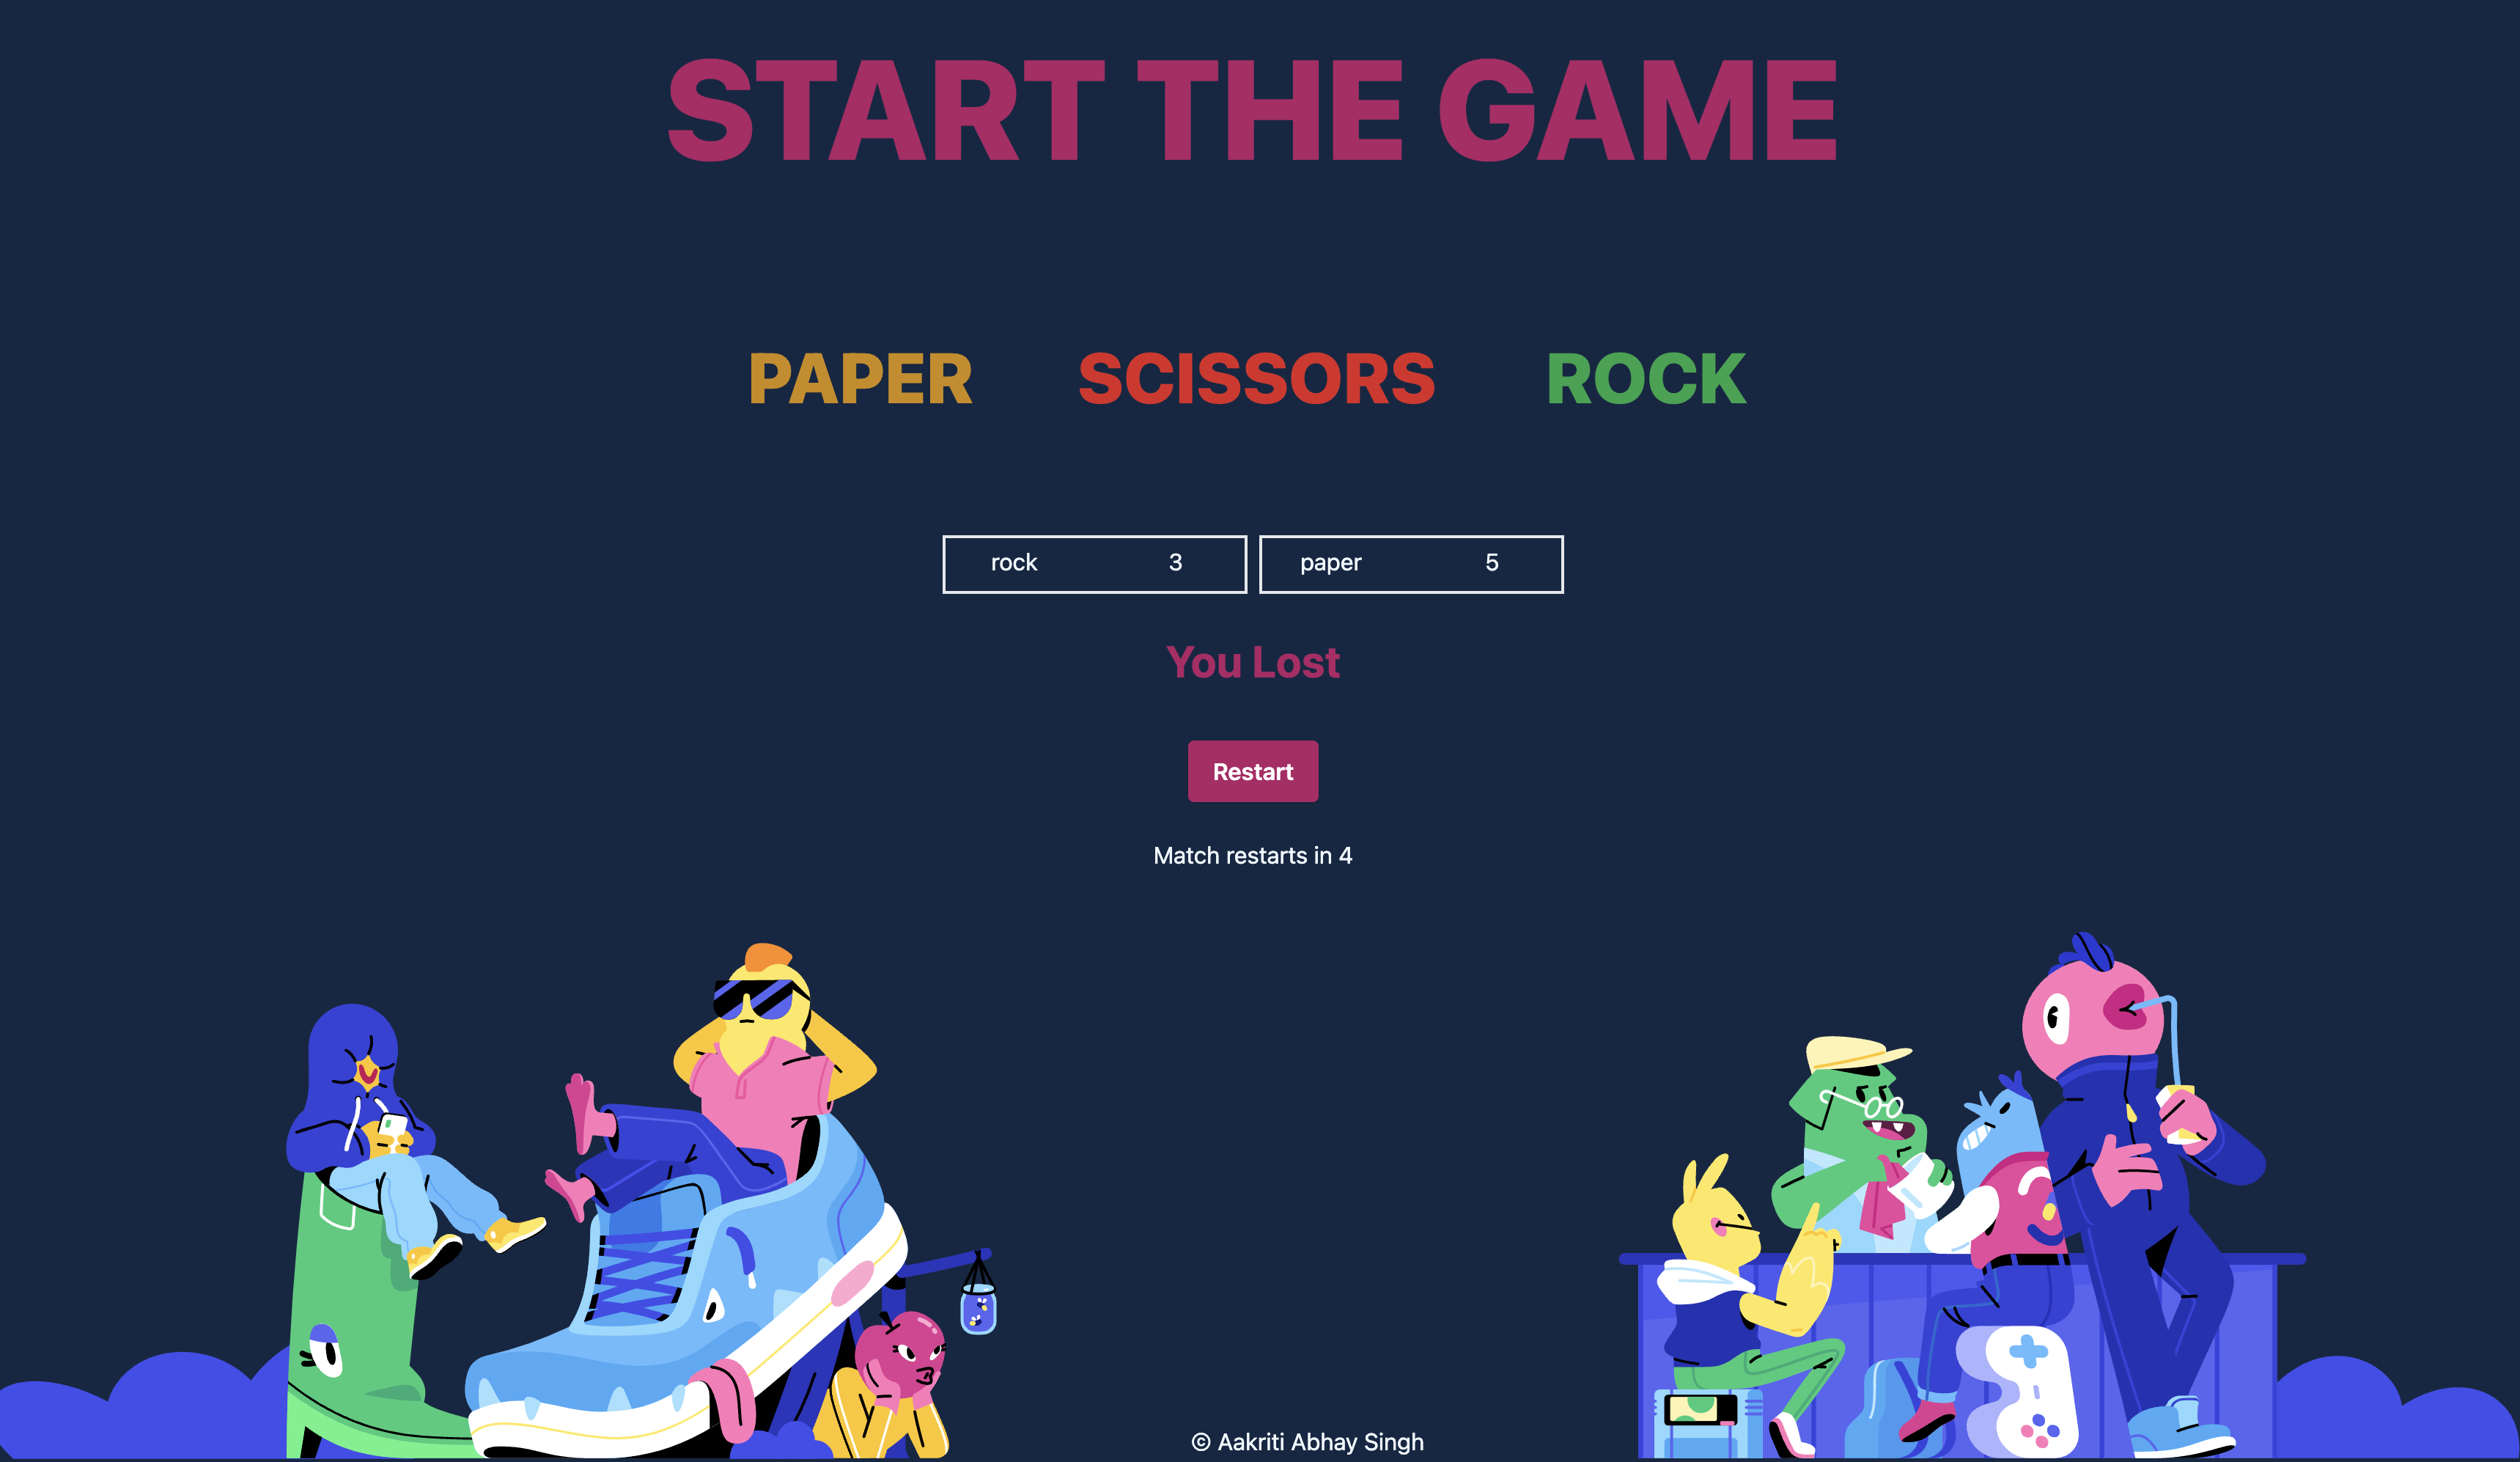 START THE GAME
PAPER SCISSORS ROCK
rock 3 paper 5
You Lost
Restart
Match restarts in 4
© Aakriti Abhay Singh